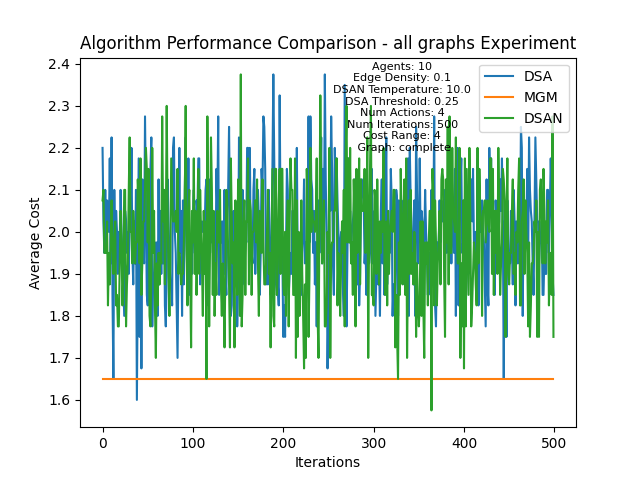 Algorithm Performance Comparison - all graphs Experiment
Agents: 10
Edge Density: 0.1
DSAN Temperature: 10.0
DSA Threshold: 0.25
Num Actions: 4
Num Iterations: 500
Cost Range: 4
Graph: complete
DSA
MGM
DSAN
Average Cost
2.4
2.3
2.2
2.1
2.0
1.9
1.8
1.7
1.6
0
100
200
300
400
500
Iterations